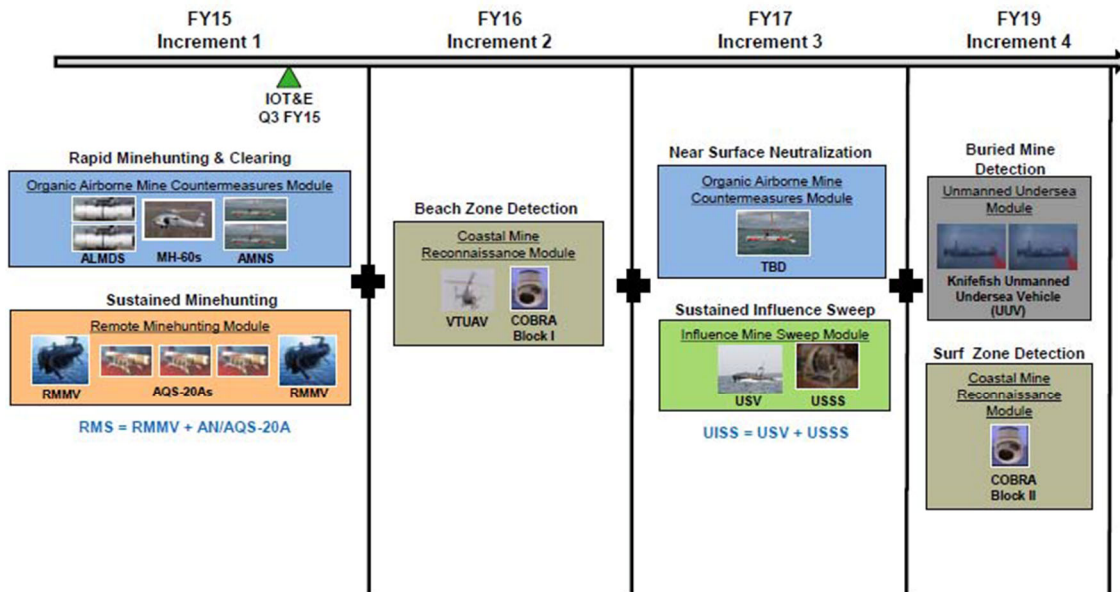 FY15
Increment 1
FY16
Increment 2
FY17
Increment 3
FY19
Increment 4
IOT&E
Q3 FY15
Rapid Minehunting & Clearing
Organic Airborne Mine Countermeasures Module
ALMDS
MH-60s
AMNS
Sustained Minehunting
Remote Minehunting Module
RMMV
AQS-20As
RMMV
RMS = RMMV + AN/AQS-20A
Beach Zone Detection
Coastal Mine
Reconnaissance Module
VTUAV
COBRA
Block I
Near Surface Neutralization
Organic Airborne Mine
Countermeasures Module
TBD
Sustained Influence Sweep
Influence Mine Sweep Module
USV
USSS
UISS = USV + USSS
Buried Mine
Detection
Unmanned Undersea
Module
Knifefish Unmanned
Undersea Vehicle
(UUV)
Surf Zone Detection
Coastal Mine
Reconnaissance
Module
COBRA
Block II